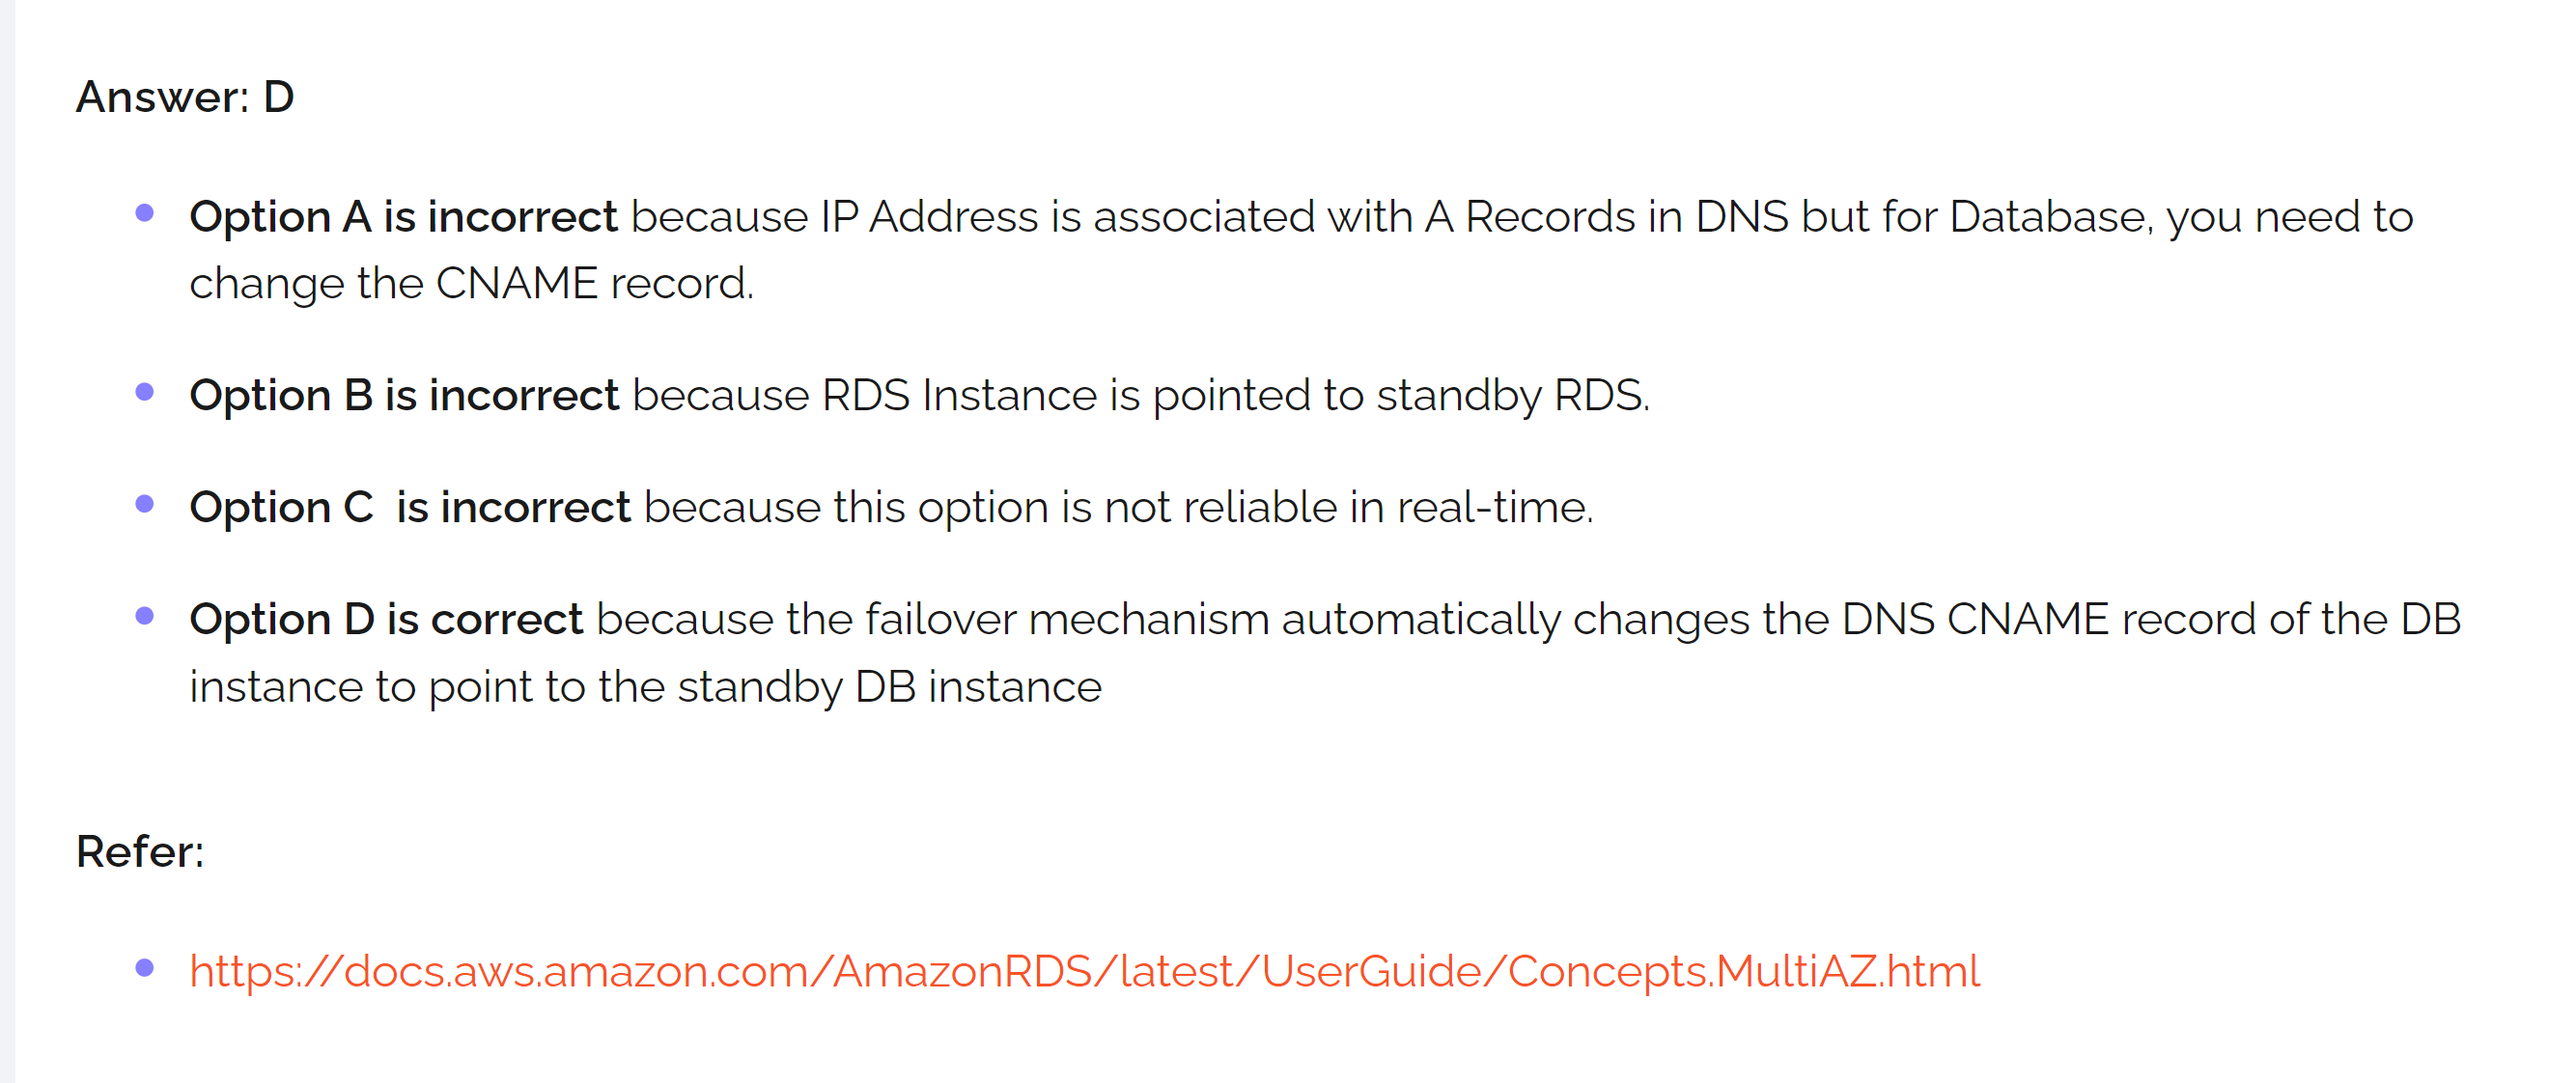 Answer: D
Option A is incorrect because IP Address is associated with A Records in DNS but for Database, you need to
change the CNAME record.
Option B is incorrect because RDS Instance is pointed to standby RDS.
Option C  is incorrect because this option is not reliable in real-time.
Option D is correct because the failover mechanism automatically changes the DNS CNAME record of the DB
instance to point to the standby DB instance
Refer:
https://docs.aws.amazon.com/AmazonRDS/latest/UserGuide/Concepts.MultiAZ.html